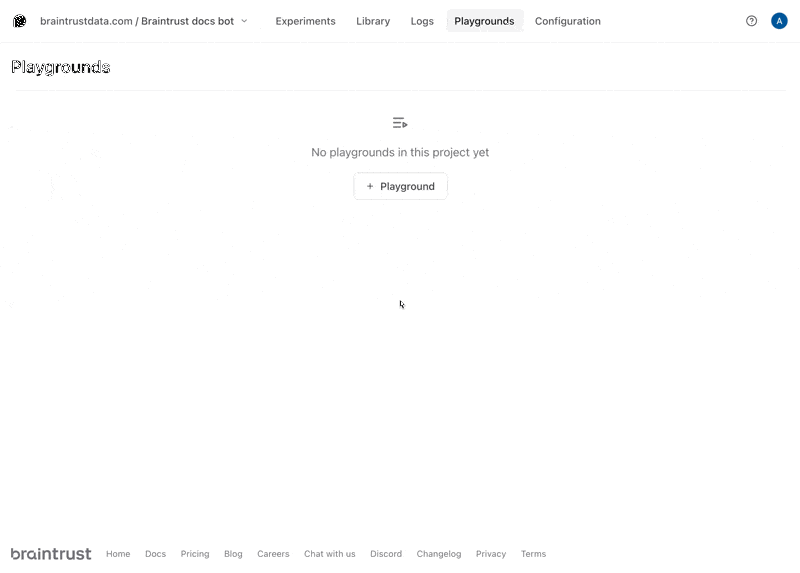 braintrustdata.com / Braintrust docs bot Experiments Library Logs Playgrounds Configuration A
Playgrounds
No playgrounds in this project yet
+ Playground
braintrust Home Docs Pricing Blog Careers Chat with us Discord Changelog Privacy Terms